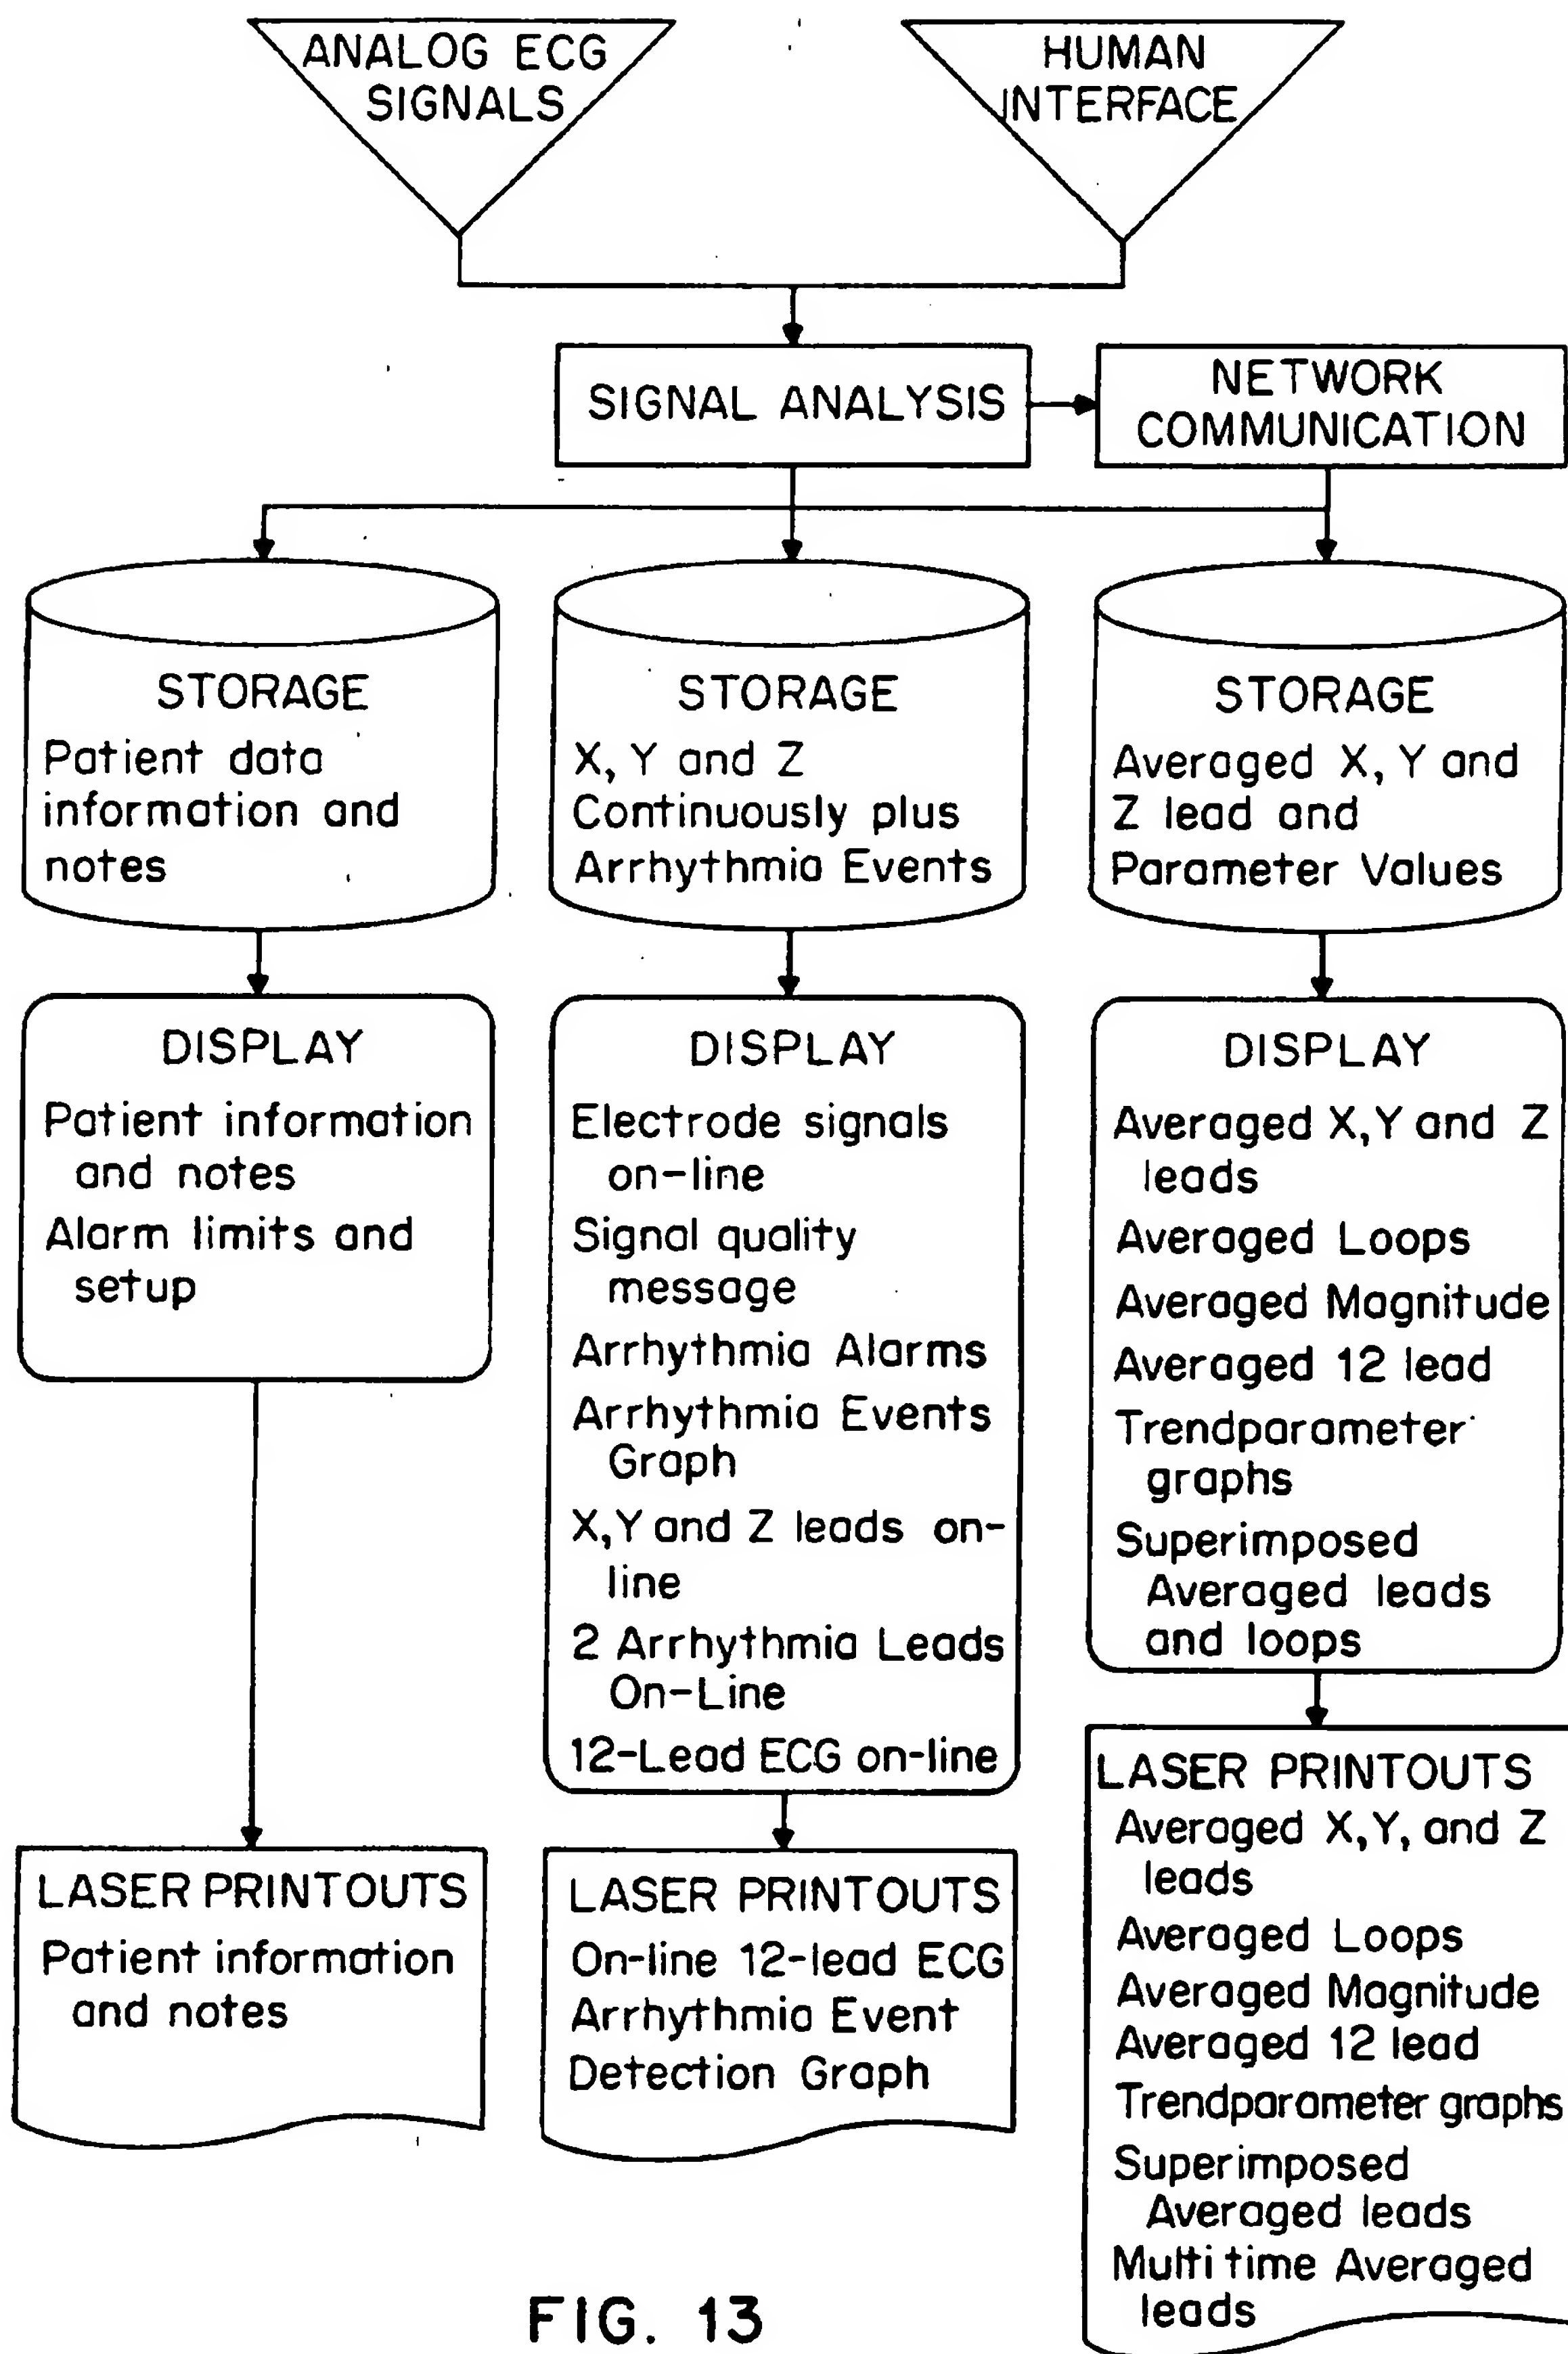 ANALOG ECG
SIGNALS
HUMAN
INTERFACE
SIGNAL ANALYSIS
NETWORK
COMMUNICATION
STORAGE
Patient data
information and
notes
STORAGE
X, Y and Z
Continuously plus
Arrhythmia Events
STORAGE
Averaged X, Y and
Z lead and
Parameter Values
DISPLAY
Patient information
and notes
Alarm limits and
setup
DISPLAY
Electrode signals
on-line
Signal quality
message
Arrhythmia Alarms
Arrhythmia Events
Graph
X, Y and Z leads on-
line
2 Arrhythmia Leads
On-Line
12-Lead ECG on-line
DISPLAY
Averaged X, Y and Z
leads
Averaged Loops
Averaged Magnitude
Averaged 12 lead
Trendparameter
graphs
Superimposed
Averaged leads
and loops
LASER PRINTOUTS
Patient information
and notes
LASER PRINTOUTS
On-line 12-lead ECG
Arrhythmia Event
Detection Graph
LASER PRINTOUTS
Averaged X, Y, and Z
leads
Averaged Loops
Averaged Magnitude
Averaged 12 lead
Trendparameter graphs
Superimposed
Averaged leads
Multi time Averaged
leads
FIG. 13